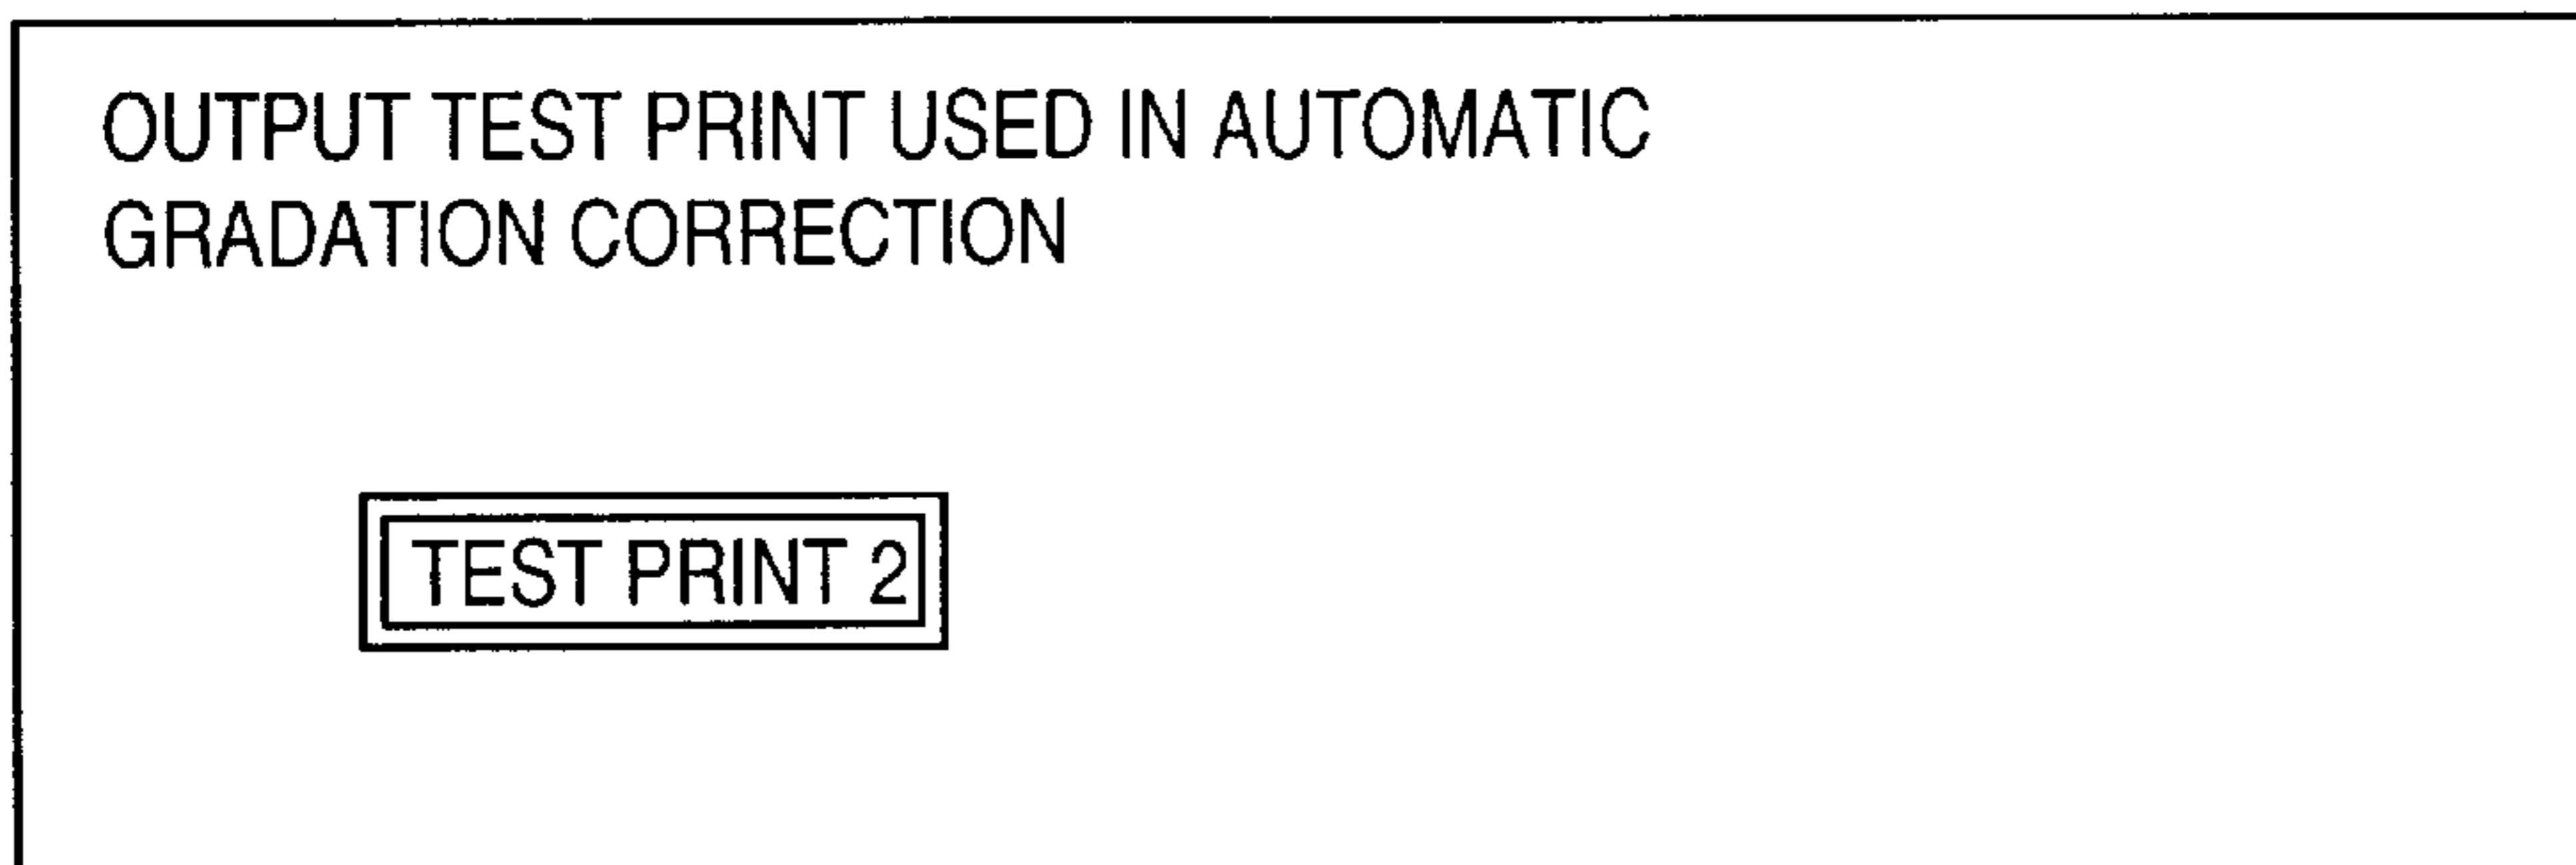 OUTPUT TEST PRINT USED IN AUTOMATIC
GRADATION CORRECTION
TEST PRINT 2